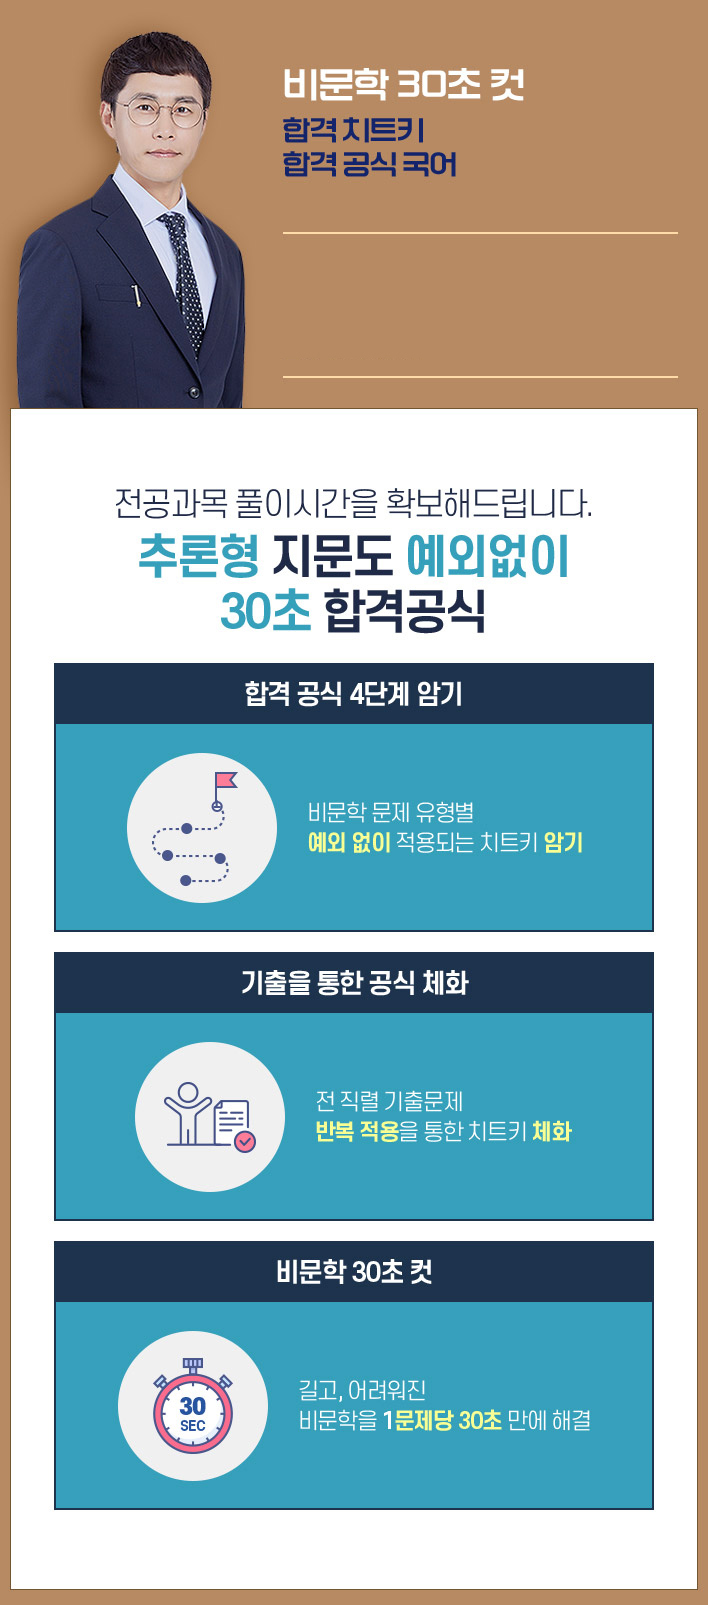 비문학 30초 컷
합격 치트키
합격 공식 국어
전공과목 풀이시간을 확보해드립니다.
추론형 지문도 예외없이
30초 합격공식
합격 공식 4단계 암기
비문학 문제 유형별
예외 없이 적용되는 치트키 암기
기출을 통한 공식 체화
전 직렬 기출문제
반복 적용을 통한 치트키 체화
비문학 30초 컷
30
SEC
길고, 어려워진
비문학을 1문제당 30초 만에 해결